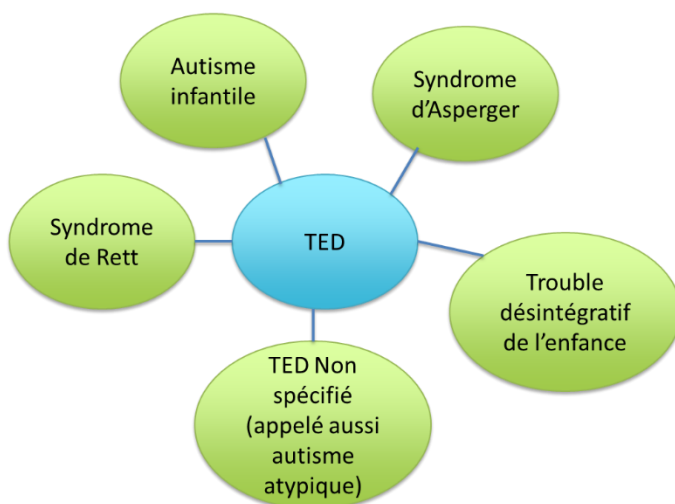 Autisme
infantile
Syndrome
d'Asperger
Syndrome
de Rett
TED
Trouble
désintégratif
de l'enfance
TED Non
spécifié
(appelé aussi
autisme
atypique)